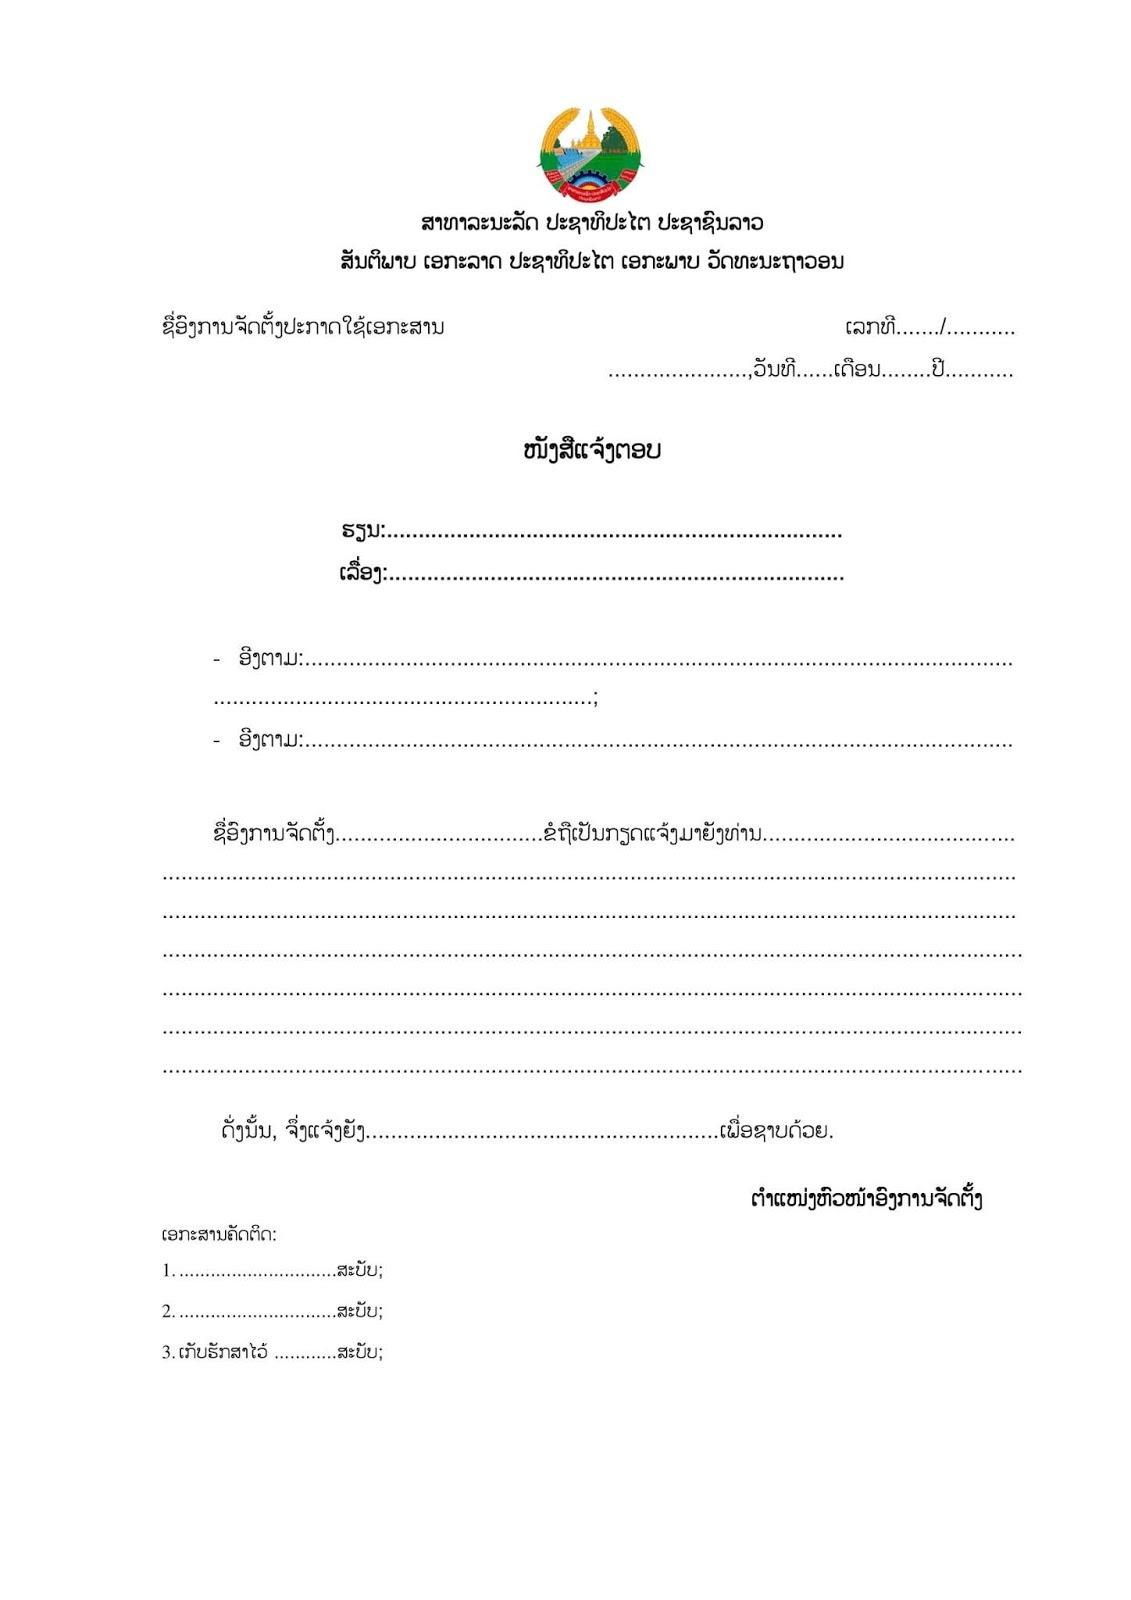 ສາທາລະນະລັດ ປະຊາທິປະໄຕ ປະຊາຊົນລາວ
ສັນຕິພາບ ເອກະລາດ ປະຊາທິປະໄຕ ເອກະພາບ ວັດທະນະຖາວອນ
ຊື່ອົງການຈັດຕັ້ງປະກາດໃຊ້ເອກະສານ ເລກທີ......./...........
......................,ວັນທີ......ເດືອນ........ປີ...........
ໜັງສືແຈ້ງຕອບ
ຮຽນ:........................................................................
ເລື່ອງ:........................................................................
- ອີງຕາມ:................................................................................................................
............................................................;
- ອີງຕາມ:................................................................................................................
ຊື່ອົງການຈັດຕັ້ງ.................................ຂໍຖືເປັນກຽດແຈ້ງມາຍັງທ່ານ........................................
.......................................................................................................................................
.......................................................................................................................................
........................................................................................................................................
........................................................................................................................................
........................................................................................................................................
........................................................................................................................................
ດັ່ງນັ້ນ, ຈຶ່ງແຈ້ງຍັງ........................................................ເພື່ອຊາບດ້ວຍ.
ຕຳແໜ່ງຫົວໜ້າອົງການຈັດຕັ້ງ
ເອກະສານຄັດຕິດ:
1. ..............................ສະບັບ;
2. ..............................ສະບັບ;
3. ເກັບຮັກສາໄວ້ ............ສະບັບ;